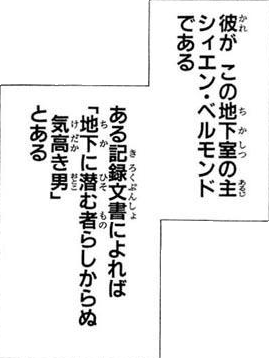 彼が この地下室の主
シィエン・ベルモンド
である
ある記録文書によれば
「地下に潜む者らしからぬ
気高き男」
とある